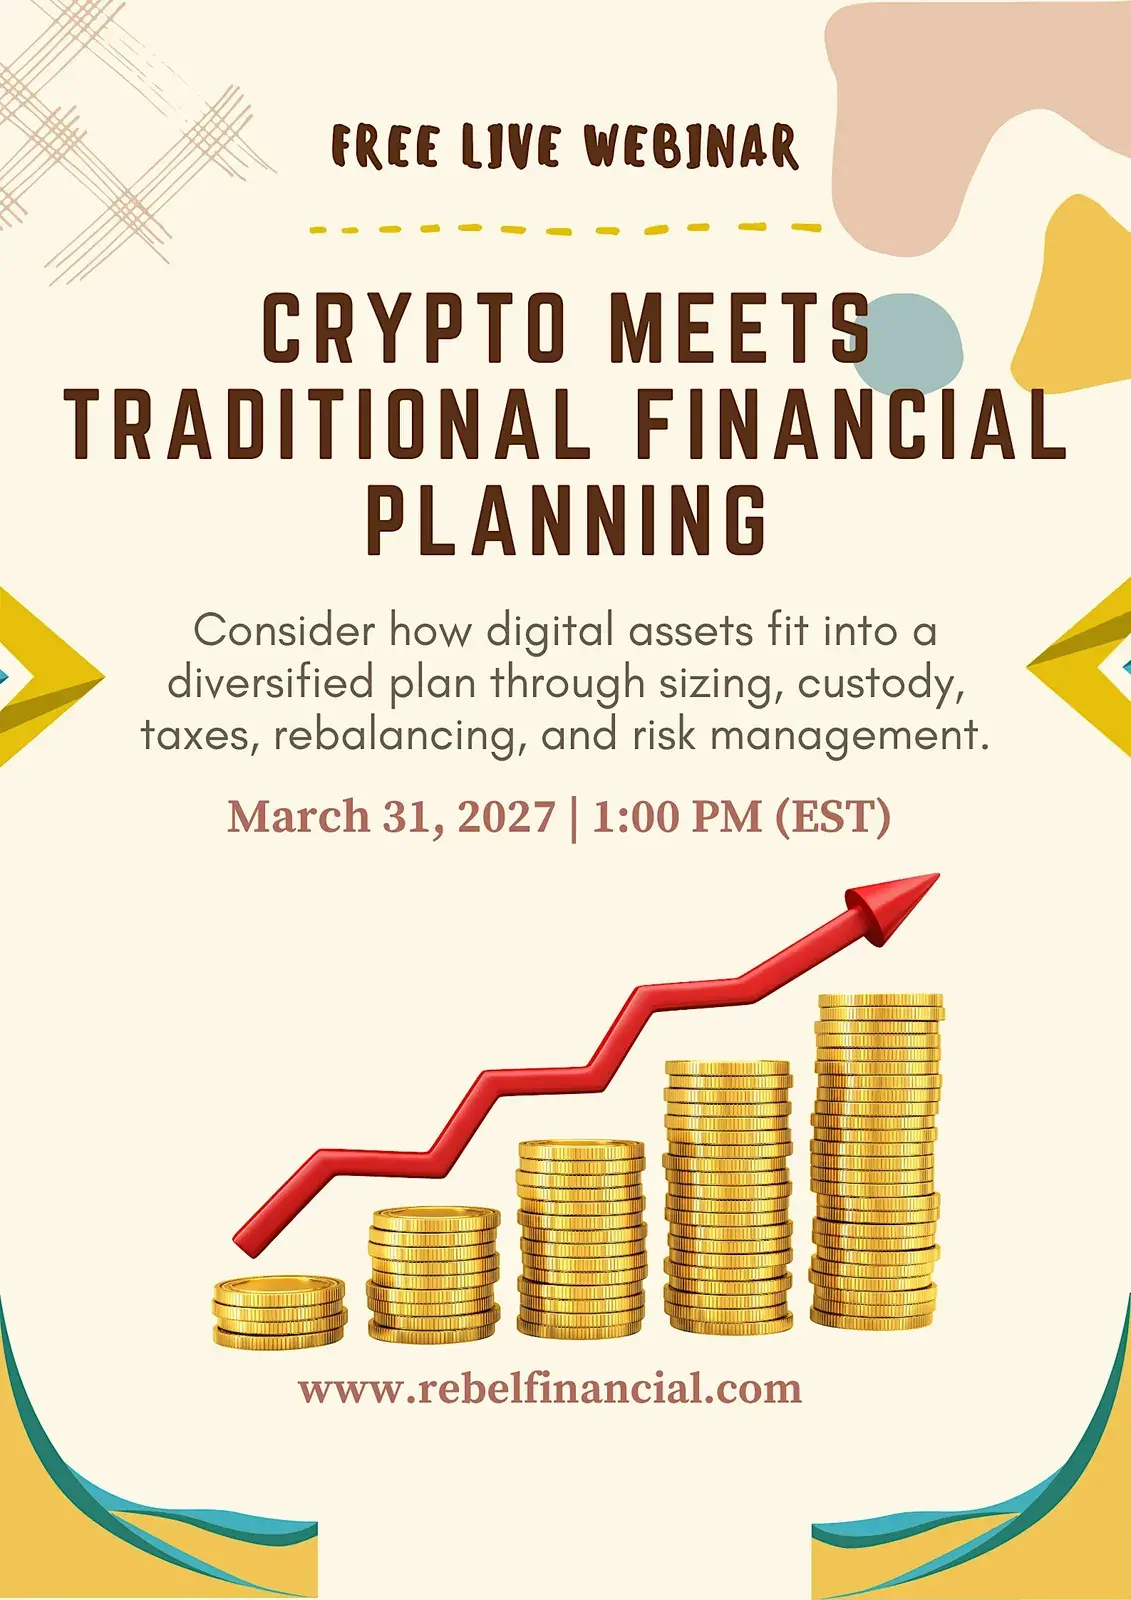 FREE LIVE WEBINAR
CRYPTO MEETS
TRADITIONAL FINANCIAL
PLANNING
Consider how digital assets fit into a
diversified plan through sizing, custody,
taxes, rebalancing, and risk management.
March 31, 2027 | 1:00 PM (EST)
www.rebelfinancial.com